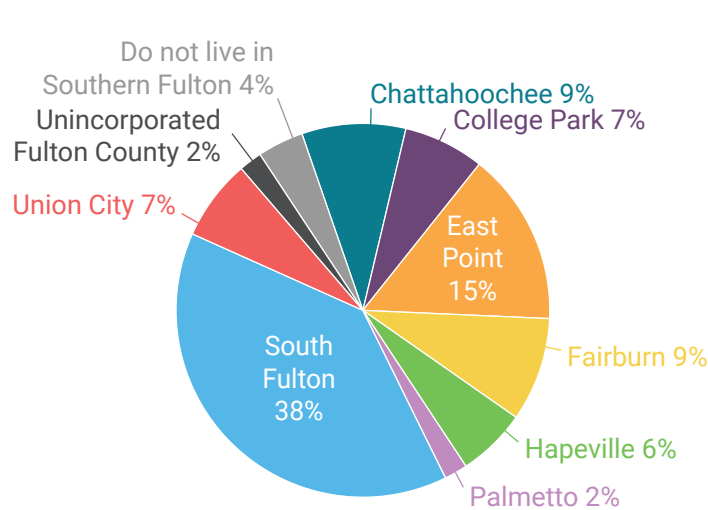 Do not live in
Southern Fulton 4%
Chattahoochee 9%
College Park 7%
Unincorporated
Fulton County 2%
Union City 7%
East
Point
15%
South
Fulton
38%
Fairburn 9%
Hapeville 6%
Palmetto 2%